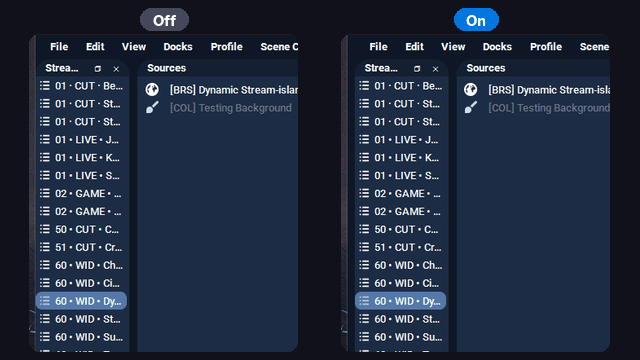 Off
File Edit View Docks Profile Scene C
Strea...
Sources
01 · CUT · Be...
01 · CUT · St...
01 · CUT · St...
01 • LIVE • J...
01 • LIVE • K...
01 • LIVE • S...
02 • GAME • ...
02 • GAME • ...
50 • CUT • C...
51 • CUT • Cr...
60 • WID • Ch...
60 • WID • Ci...
60 • WID • Dy...
60 • WID • St...
60 • WID • Su...
[BRS] Dynamic Stream-islan
[COL] Testing Background
On
File Edit View Docks Profile Scene
Strea...
Sources
01 · CUT · Be...
01 · CUT · St...
01 · CUT · St...
01 • LIVE • J...
01 • LIVE • K...
01 • LIVE • S...
02 • GAME • ...
02 • GAME • ...
50 • CUT • C...
51 • CUT • Cr...
60 • WID • Ch...
60 • WID • Ci...
60 • WID • Dy...
60 • WID • St...
60 • WID • Su...
[BRS] Dynamic Stream-isla
[COL] Testing Background